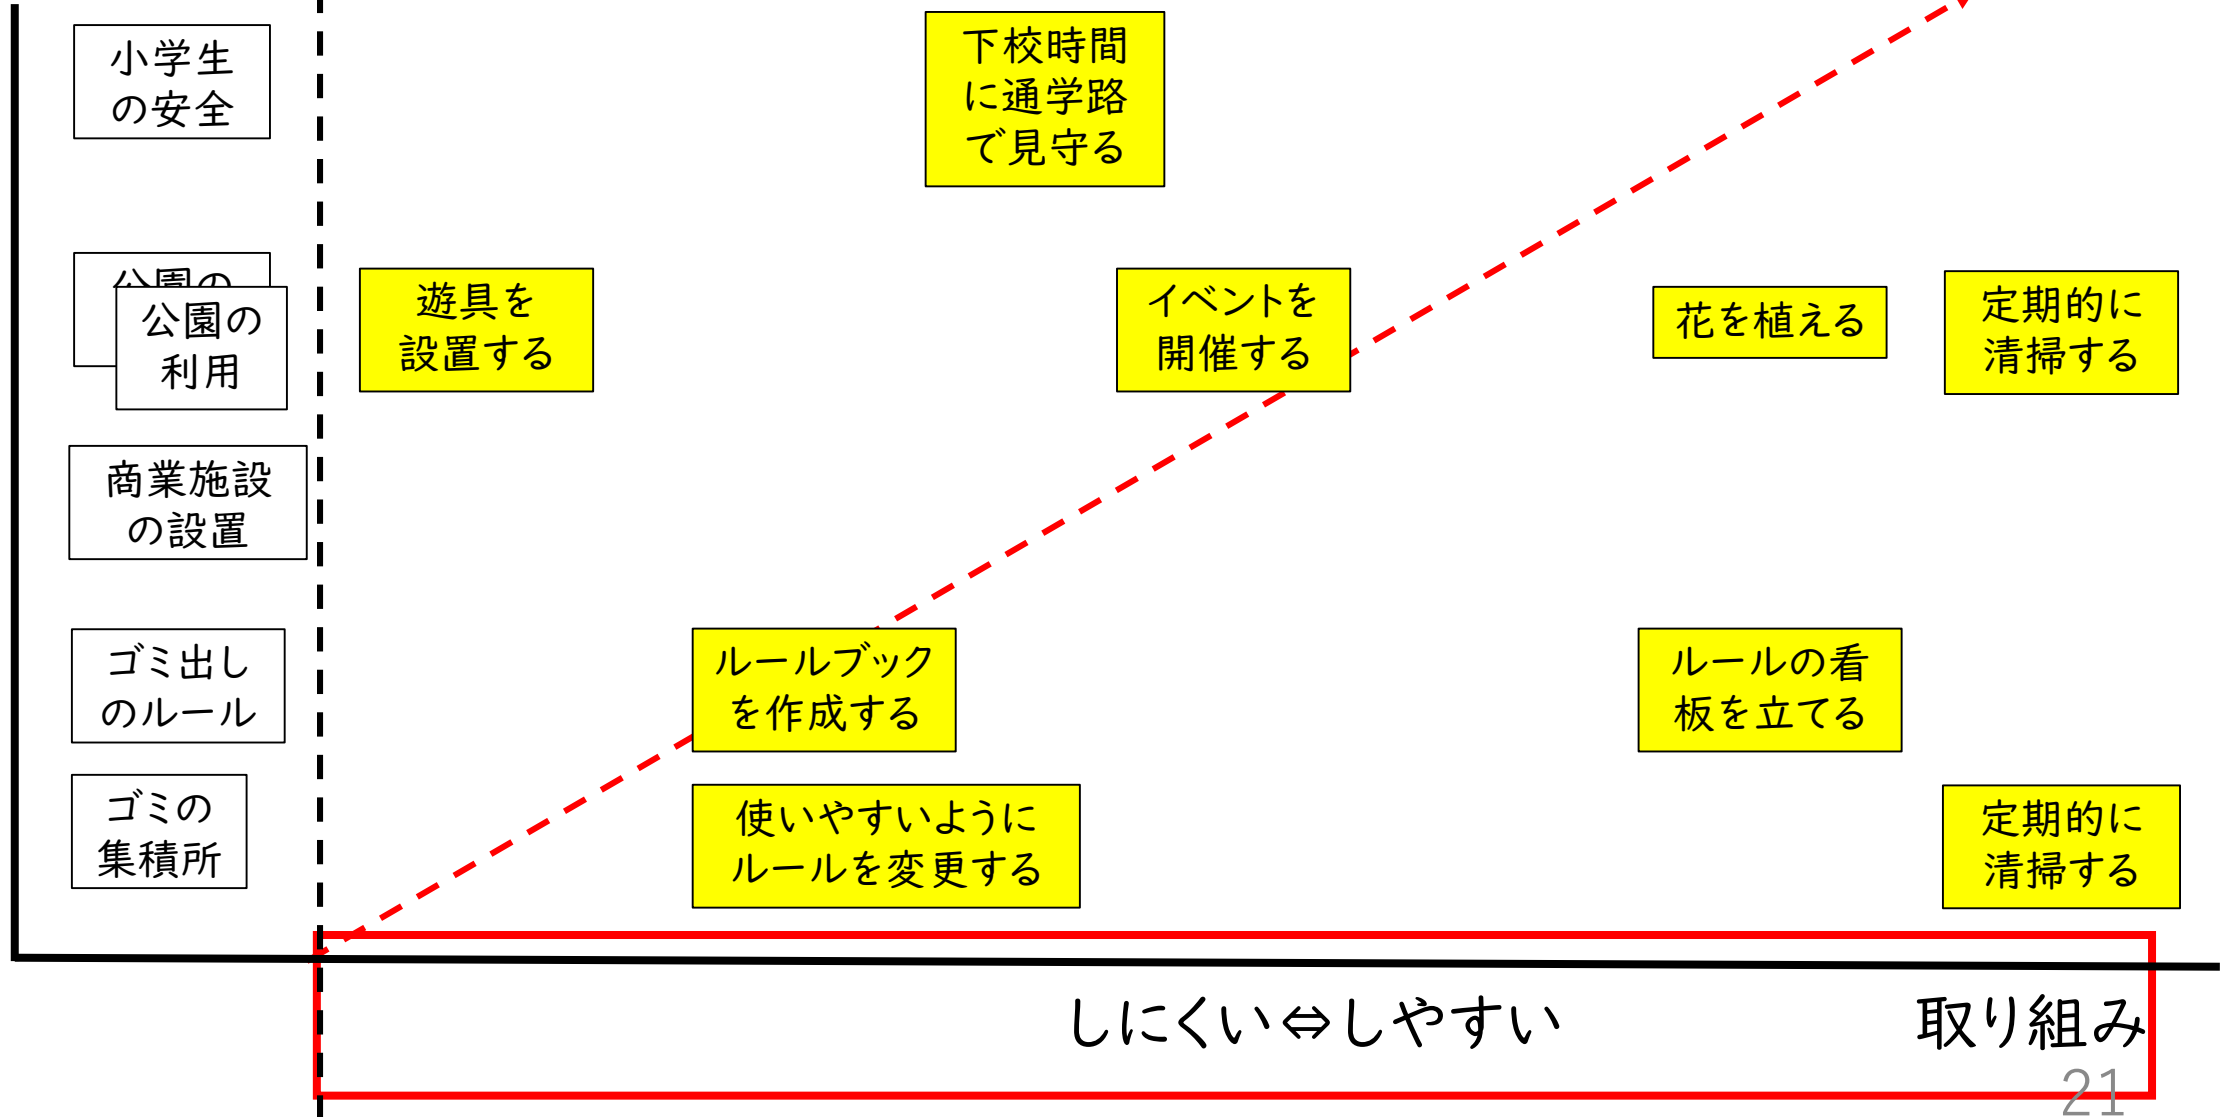 小学生
の安全
下校時間
に通学路
で見守る
公園の
公園の
利用
遊具を
設置する
イベントを
開催する
花を植える
定期的に
清掃する
商業施設
の設置
ゴミ出し
のルール
ルールブック
を作成する
ルールの看
板を立てる
ゴミの
集積所
使いやすいように
ルールを変更する
定期的に
清掃する
しにくい⇔しやすい
取り組み
21